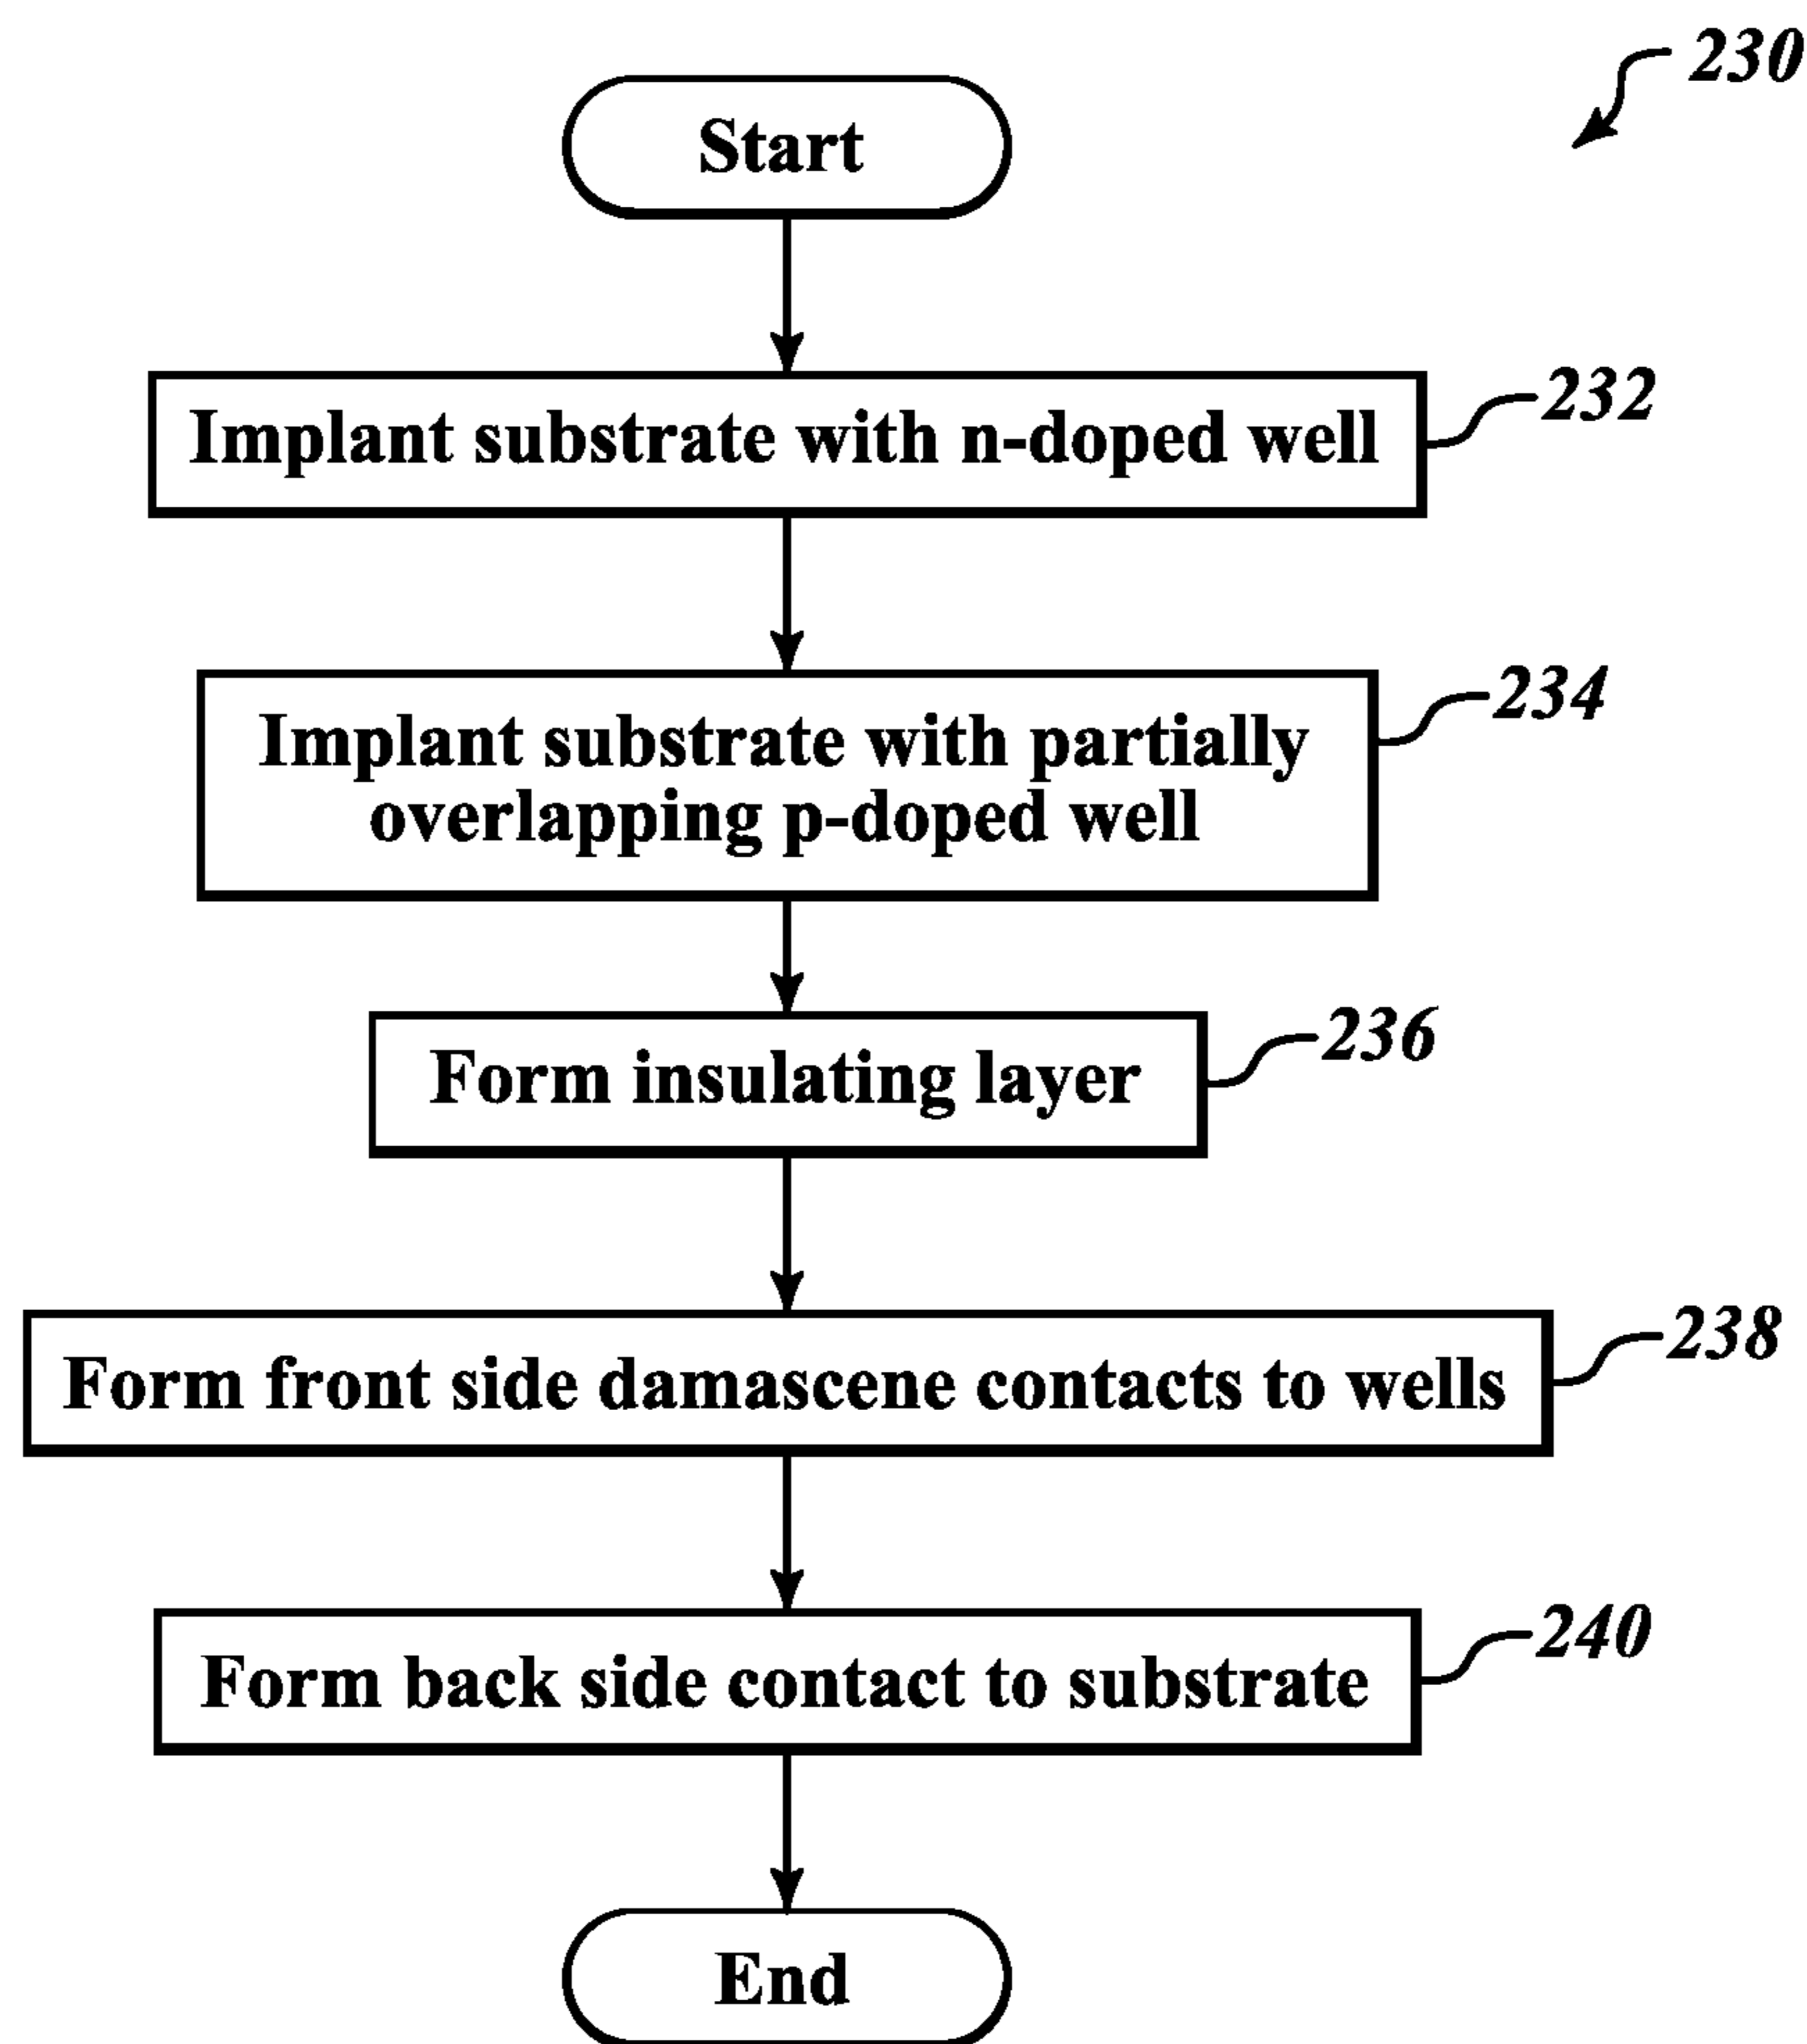 230
Start
Implant substrate with n-doped well
232
Implant substrate with partially
overlapping p-doped well
234
Form insulating layer
236
Form front side damascene contacts to wells
238
Form back side contact to substrate
240
End